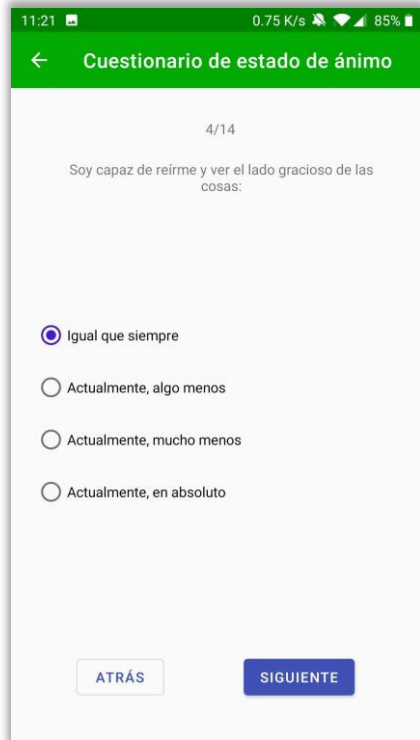 11:21 0.75 K/s 85%
Cuestionario de estado de ánimo
4/14
Soy capaz de reírme y ver el lado gracioso de las
cosas:
Igual que siempre
Actualmente, algo menos
Actualmente, mucho menos
Actualmente, en absoluto
ATRÁS SIGUIENTE